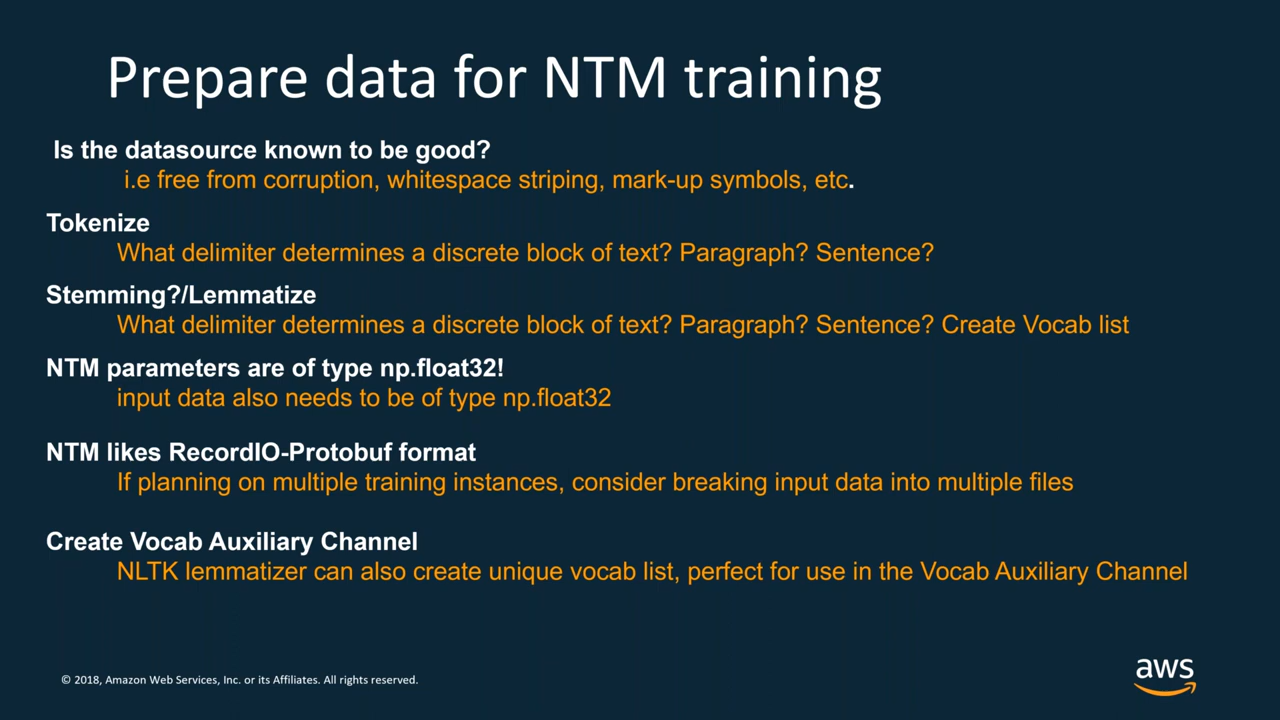 Prepare data for NTM training
Is the datasource known to be good?
i.e free from corruption, whitespace striping, mark-up symbols, etc.
Tokenize
What delimiter determines a discrete block of text? Paragraph? Sentence?
Stemming?/Lemmatize
What delimiter determines a discrete block of text? Paragraph? Sentence? Create Vocab list
NTM parameters are of type np.float32!
input data also needs to be of type np.float32
NTM likes RecordIO-Protobuf format
If planning on multiple training instances, consider breaking input data into multiple files
Create Vocab Auxiliary Channel
NLTK lemmatizer can also create unique vocab list, perfect for use in the Vocab Auxiliary Channel
© 2018, Amazon Web Services, Inc. or its Affiliates. All rights reserved.
aws